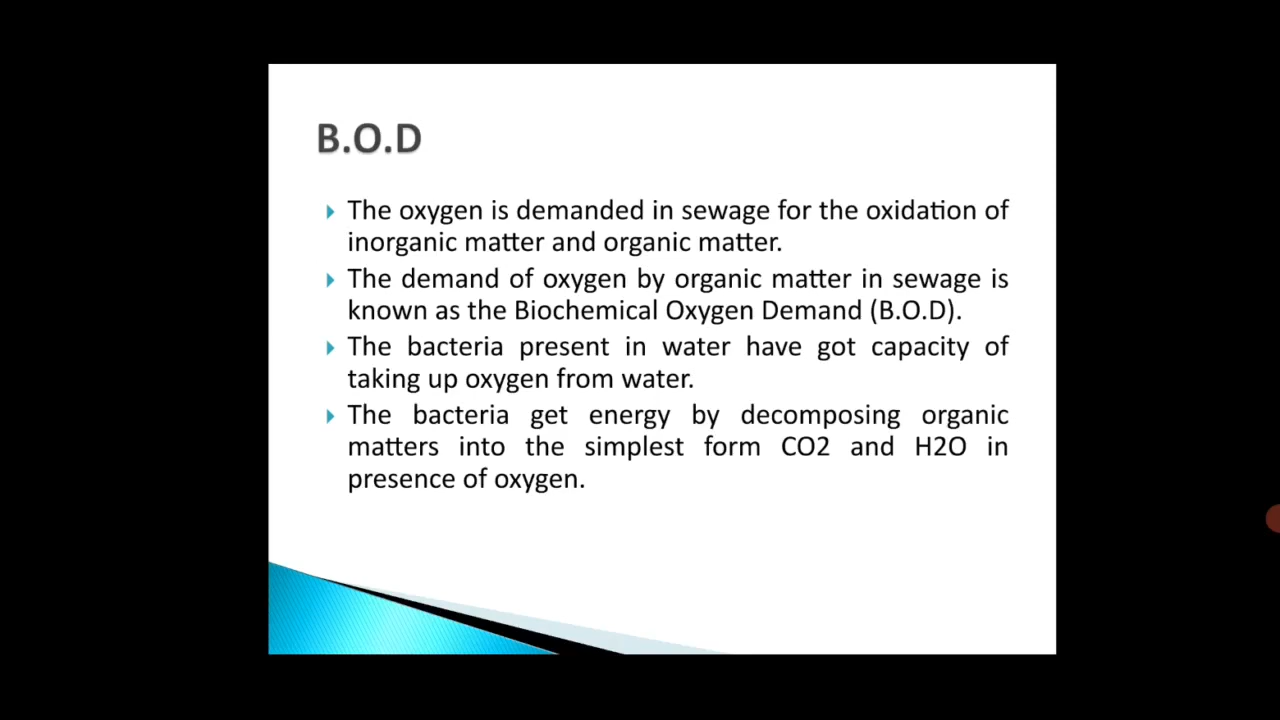 B.O.D
The oxygen is demanded in sewage for the oxidation of
inorganic matter and organic matter.
The demand of oxygen by organic matter in sewage is
known as the Biochemical Oxygen Demand (B.O.D).
The bacteria present in water have got capacity of
taking up oxygen from water.
The bacteria get energy by decomposing organic
matters into the simplest form CO2 and H2O in
presence of oxygen.